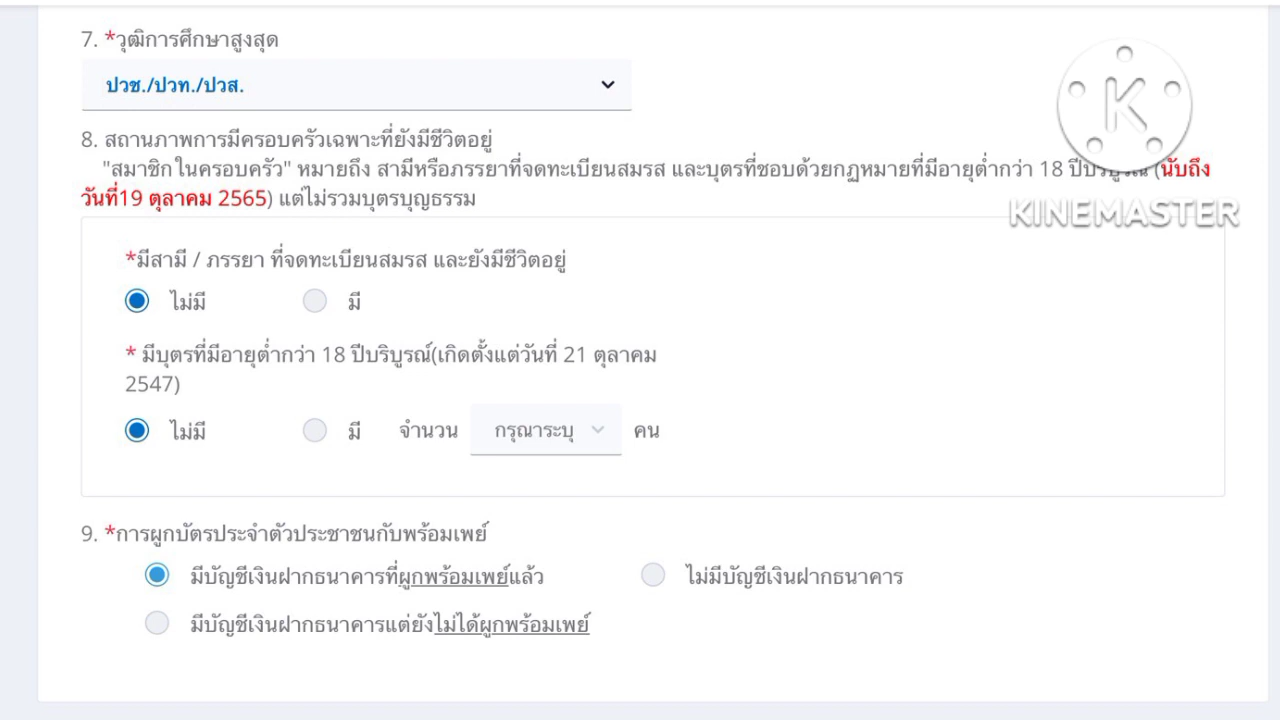 7. *วุฒิการศึกษาสูงสุด
ปวช./ปวท./ปวส.
8. สถานภาพการมีครอบครัวเฉพาะที่ยังมีชีวิตอยู่
"สมาชิกในครอบครัว" หมายถึง สามีหรือภรรยาที่จดทะเบียนสมรส และบุตรที่ชอบด้วยกฎหมายที่มีอายุต่ำกว่า 18 ปีบริบูรณ์ (นับถึง
วันที่19 ตุลาคม 2565) แต่ไม่รวมบุตรบุญธรรม
K
KINEMASTER
*มีสามี / ภรรยา ที่จดทะเบียนสมรส และยังมีชีวิตอยู่
ไม่มี มี
* มีบุตรที่มีอายุต่ำกว่า 18 ปีบริบูรณ์(เกิดตั้งแต่วันที่ 21 ตุลาคม
2547)
ไม่มี มี จำนวน กรุณาระบุ คน
9. *การผูกบัตรประจำตัวประชาชนกับพร้อมเพย์
มีบัญชีเงินฝากธนาคารที่ผูกพร้อมเพย์แล้ว ไม่มีบัญชีเงินฝากธนาคาร
มีบัญชีเงินฝากธนาคารแต่ยังไม่ได้ผูกพร้อมเพย์